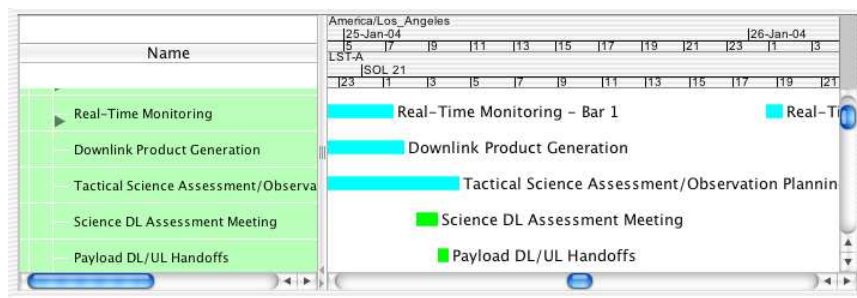 America/Los_Angeles
25-Jan-04 26-Jan-04
5 7 9 11 13 15 17 19 21 23 1 3
Name
LST-A
SOL 21
23 1 3 5 7 9 11 13 15 17 19 21
Real-Time Monitoring Real-Time Monitoring - Bar 1 Real-Ti
Downlink Product Generation Downlink Product Generation
Tactical Science Assessment/Observa Tactical Science Assessment/Observation Plannin
Science DL Assessment Meeting Science DL Assessment Meeting
Payload DL/UL Handoffs Payload DL/UL Handoffs